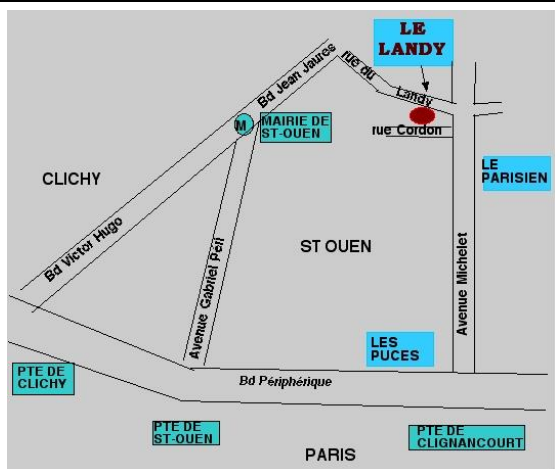 LE
LANDY
Bd Jean Jaures
rue du
Landy
M
MAIRIE DE
ST-OUEN
rue Cordon
LE
PARISIEN
CLICHY
Bd Victor Hugo
ST OUEN
Avenue Gabriel Péri
Avenue Michelet
LES
PUCES
PTE DE
CLICHY
Bd Périphérique
PTE DE
ST-OUEN
PTE DE
CLIGNANCOURT
PARIS